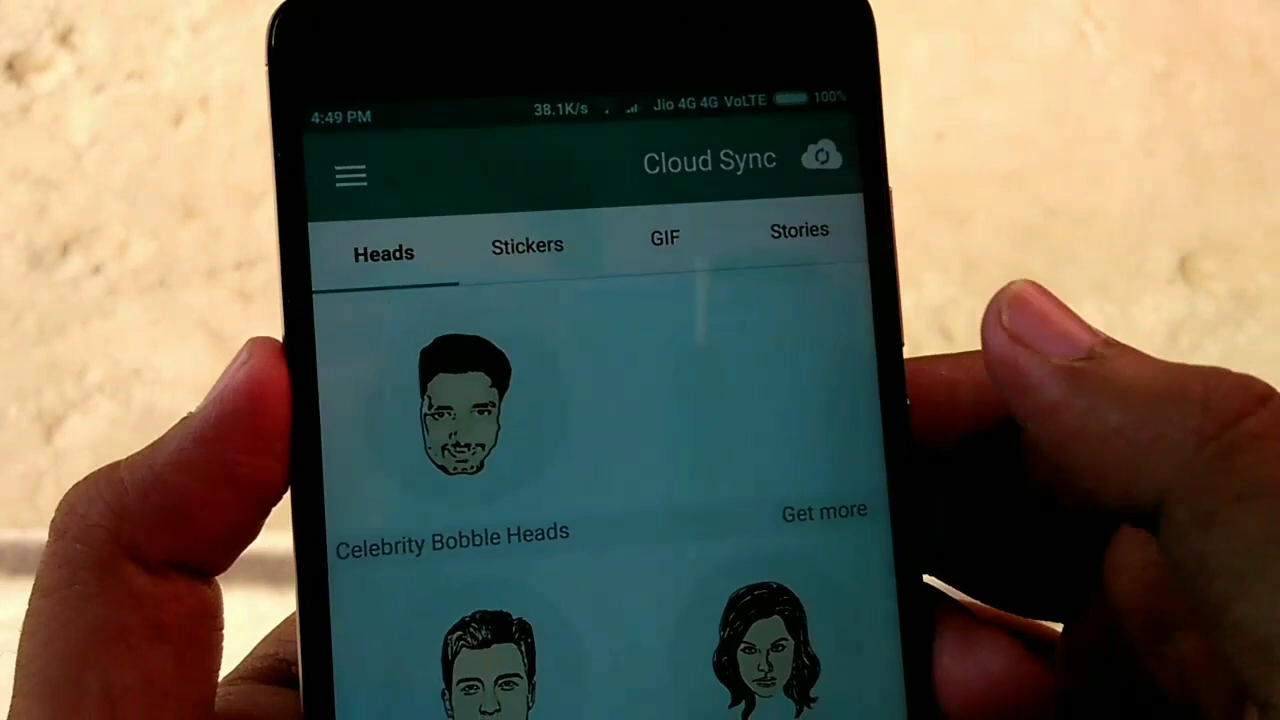 4:49 PM 38.1K/s Jio 4G 4G VoLTE 100%
Cloud Sync
Heads Stickers GIF Stories
Celebrity Bobble Heads Get more